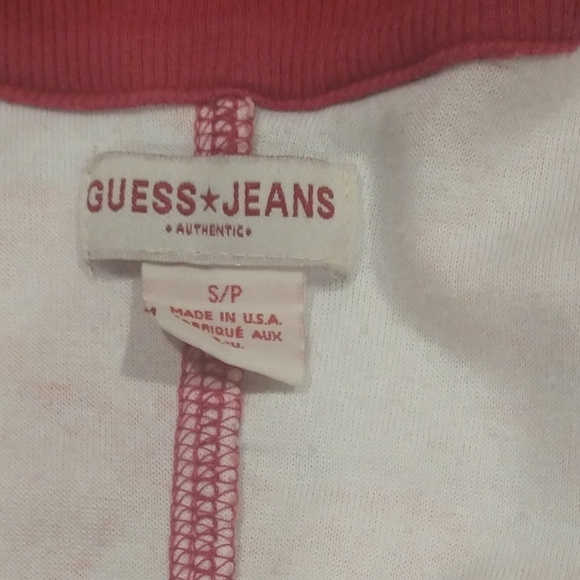 GUESS★JEANS
•AUTHENTIC•
S/P
MADE IN U.S.A.
AUX